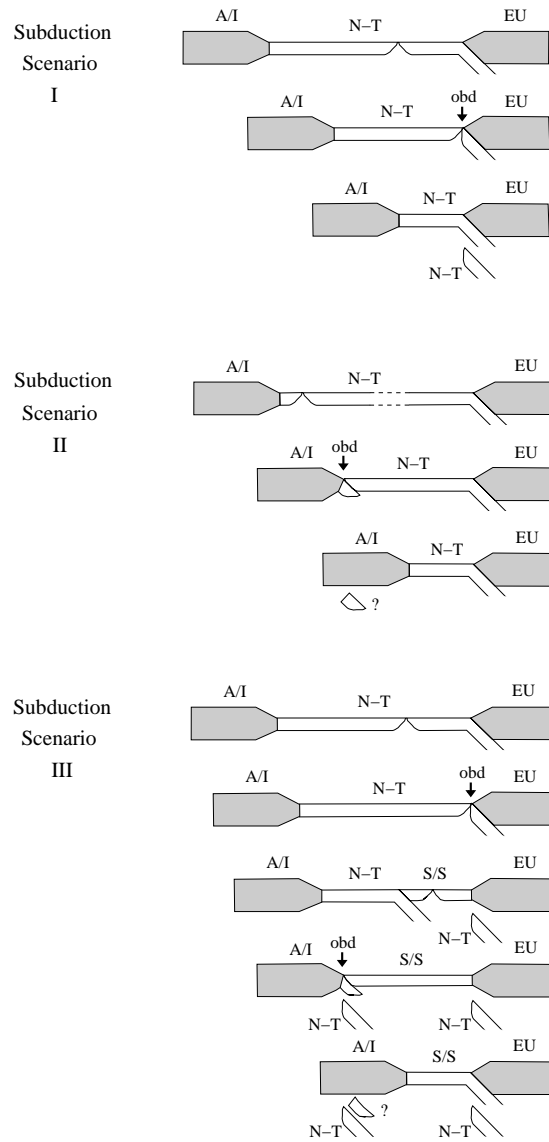 Subduction
Scenario
I
A/I N–T EU
A/I N–T obd EU
A/I N–T EU
N–T
Subduction
Scenario
II
A/I N–T EU
A/I obd N–T EU
A/I N–T EU
?
Subduction
Scenario
III
A/I N–T EU
A/I N–T obd EU
A/I N–T S/S EU
N–T
A/I obd S/S EU
N–T N–T
A/I S/S EU
?
N–T N–T